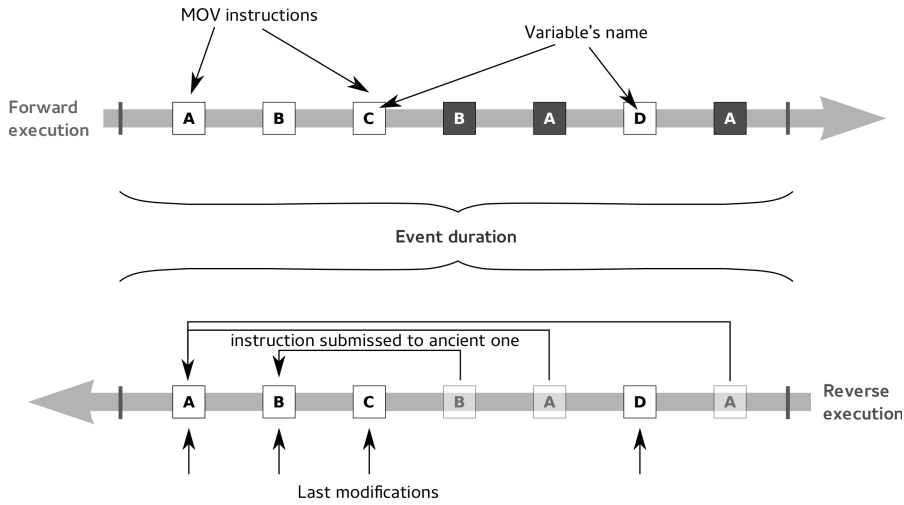 MOV instructions
Variable's name
Forward
execution
A B C B A D A
Event duration
instruction submissed to ancient one
A B C B A D A
Reverse
execution
Last modifications